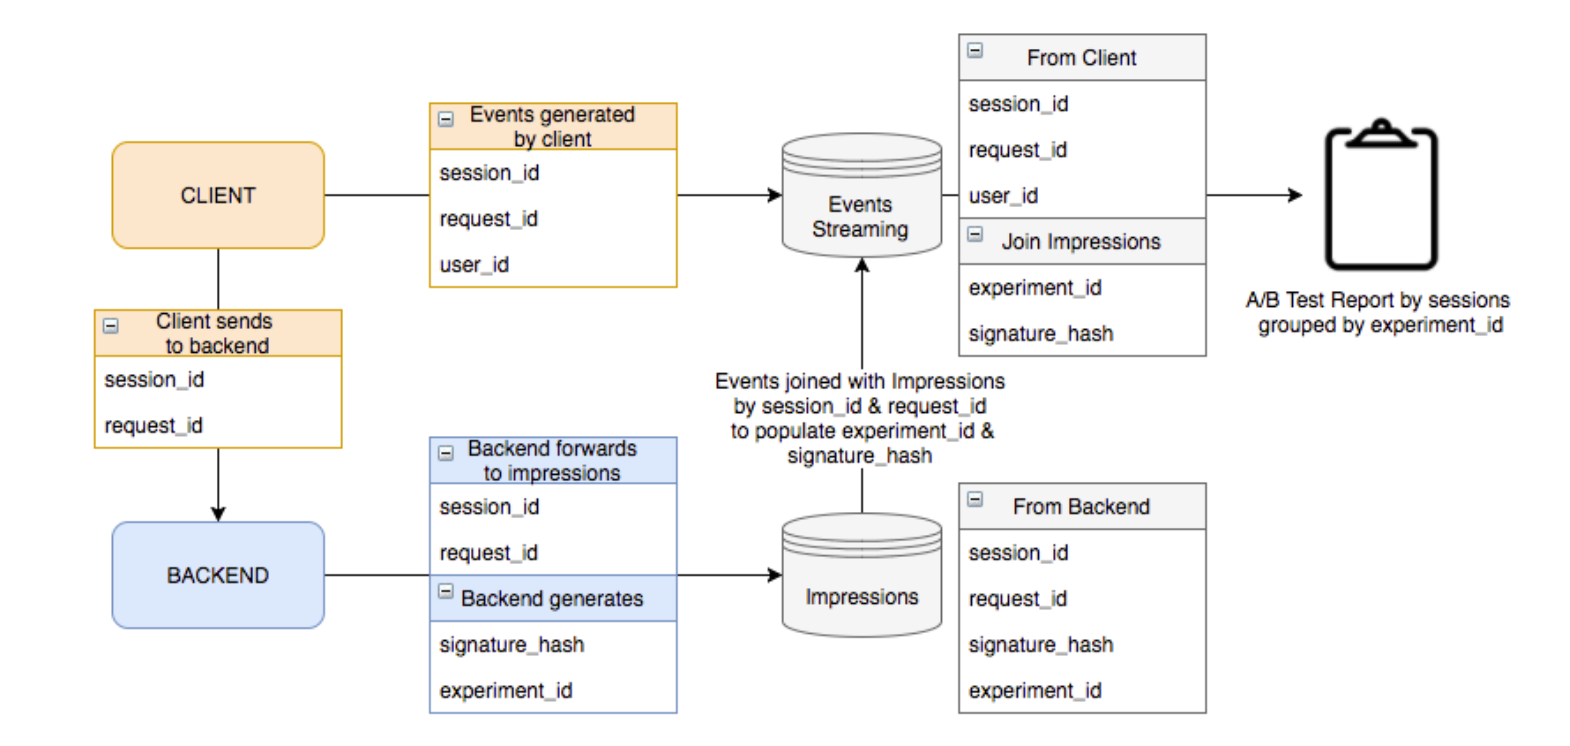 CLIENT
Events generated
by client
session_id
request_id
user_id
Events
Streaming
From Client
session_id
request_id
user_id
Join Impressions
experiment_id
signature_hash
A/B Test Report by sessions
grouped by experiment_id
Client sends
to backend
session_id
request_id
Events joined with Impressions
by session_id & request_id
to populate experiment_id &
signature_hash
BACKEND
Backend forwards
to impressions
session_id
request_id
Backend generates
signature_hash
experiment_id
Impressions
From Backend
session_id
request_id
signature_hash
experiment_id